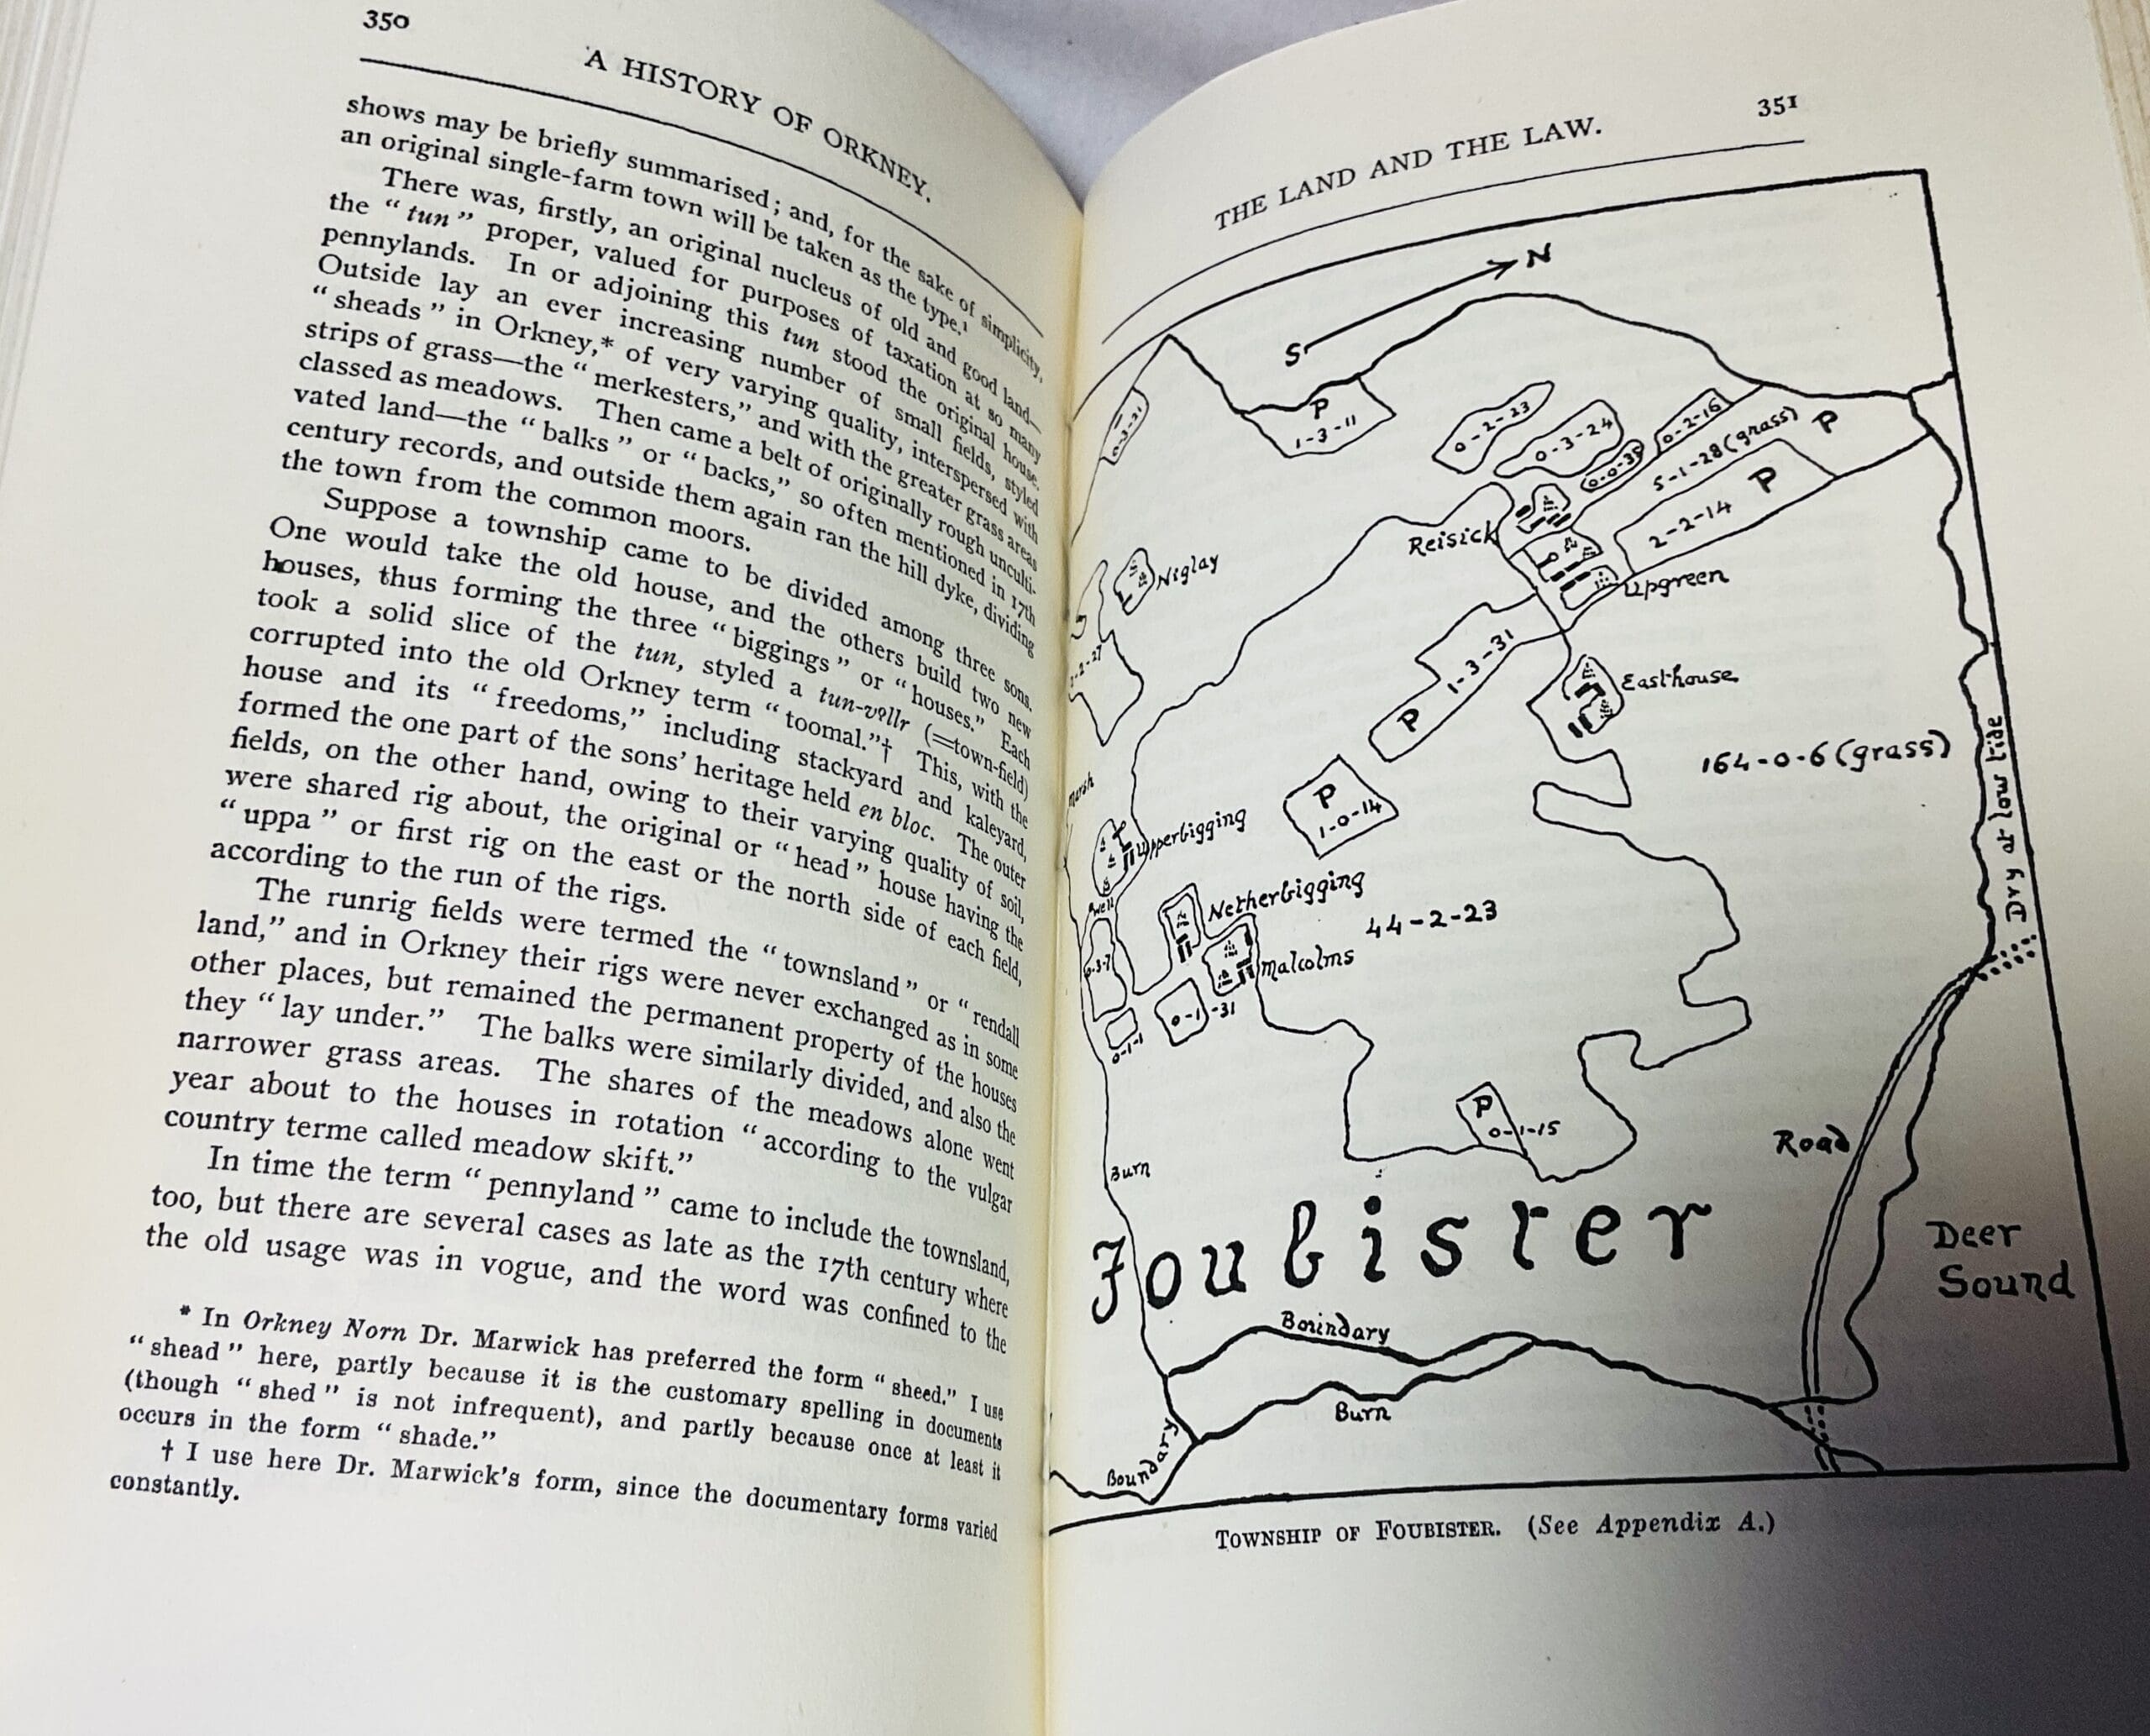 350
A HISTORY OF ORKNEY.
shows may be briefly summarised; and, for the sake of simplicity,
an original single-farm town will be taken as the type.¹
There was, firstly, an original nucleus of old and good land—
the "tun" proper, valued for purposes of taxation at so many
pennylands. In or adjoining this tun stood the original house.
Outside lay an ever increasing number of small fields, styled
"sheads" in Orkney,* of very varying quality, interspersed with
strips of grass—the "merkesters," and with the greater grass areas
classed as meadows. Then came a belt of originally rough unculti-
vated land—the "balks" or "backs," so often mentioned in 17th
century records, and outside them again ran the hill dyke, dividing
the town from the common moors.
Suppose a township came to be divided among three sons.
One would take the old house, and the others build two new
houses, thus forming the three "biggings" or "houses." Each
took a solid slice of the tun, styled a tun-vǫllr (=town-field)
corrupted into the old Orkney term "toomal."† This, with the
house and its "freedoms," including stackyard and kaleyard,
formed the one part of the sons' heritage held en bloc. The outer
fields, on the other hand, owing to their varying quality of soil,
were shared rig about, the original or "head" house having the
"uppa" or first rig on the east or the north side of each field,
according to the run of the rigs.
The runrig fields were termed the "townsland" or "rendall
land," and in Orkney their rigs were never exchanged as in some
other places, but remained the permanent property of the houses
they "lay under." The balks were similarly divided, and also the
narrower grass areas. The shares of the meadows alone went
year about to the houses in rotation "according to the vulgar
country terme called meadow skift."
In time the term "pennyland" came to include the townsland,
too, but there are several cases as late as the 17th century where
the old usage was in vogue, and the word was confined to the
* In Orkney Norn Dr. Marwick has preferred the form "sheed." I use
"shead" here, partly because it is the customary spelling in documents
(though "shed" is not infrequent), and partly because once at least it
occurs in the form "shade."
† I use here Dr. Marwick's form, since the documentary forms varied
constantly.
THE LAND AND THE LAW.
351
N
S
0-3-31
P
1-3-11
0-2-23
0-3-24
0-2-16
0-0-39
5-1-28 (grass)
P
2-2-14
P
Reisick
Upgreen
Niglay
1-3-31
P
Easthouse
164-0-6 (grass)
Dry at low tide
Marsh
P
1-0-14
Upperbigging
Well
Netherbigging
44-2-23
Malcolms
0-3-7
0-1-31
0-1-1
P
0-1-15
Burn
Road
Foubister
Deer
Sound
Boundary
Burn
Boundary
TOWNSHIP OF FOUBISTER. (See Appendix A.)